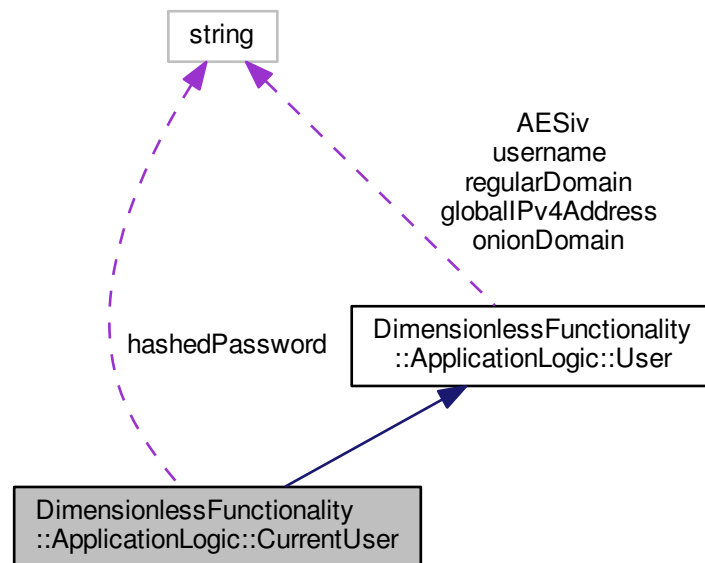 string
AESiv
username
regularDomain
globalIPv4Address
onionDomain
hashedPassword
DimensionlessFunctionality
::ApplicationLogic::User
DimensionlessFunctionality
::ApplicationLogic::CurrentUser